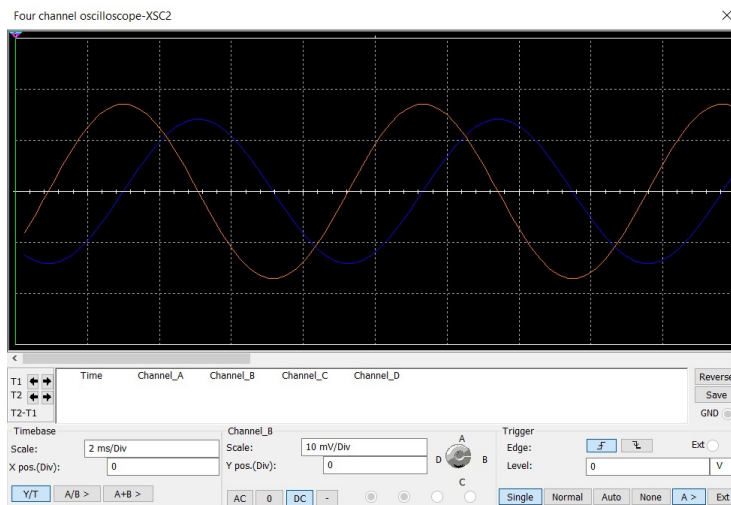 Four channel oscilloscope-XSC2
Time Channel_A Channel_B Channel_C Channel_D
T1
T2
T2-T1
Reverse
Save
GND
Timebase
Scale: 2 ms/Div
X pos.(Div): 0
Y/T A/B > A+B >
Channel_B
Scale: 10 mV/Div
Y pos.(Div): 0
AC 0 DC -
A
D B
C
Trigger
Edge: Ext
Level: 0 V
Single Normal Auto None A > Ext